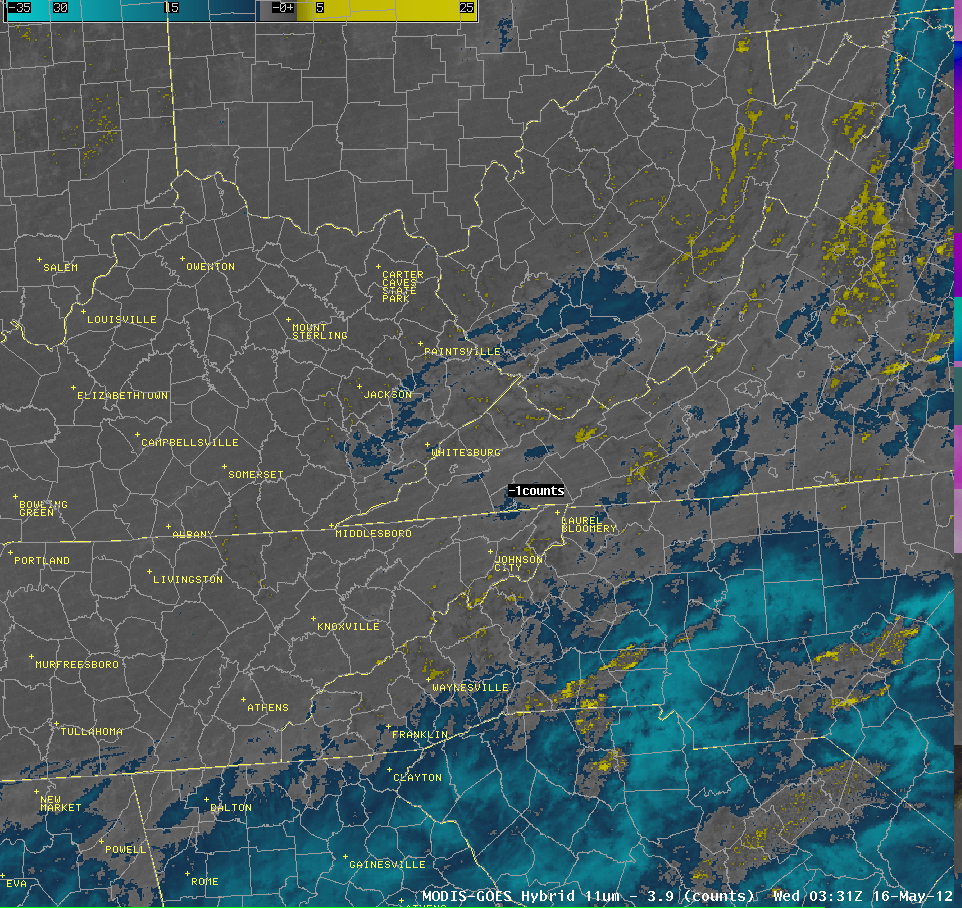 -35 30 15 -0+ 5 25
SALEM
OWENTON
CARTER
CAVES
STATE
PARK
LOUISVILLE
MOUNT
STERLING
PAINTSVILLE
ELIZABETHTOWN
JACKSON
CAMPBELLSVILLE
WHITESBURG
SOMERSET
-1counts
BOWLING
GREEN
LAUREL
BLOOMERY
ALBANY
MIDDLESBORO
PORTLAND
JOHNSON
CITY
LIVINGSTON
KNOXVILLE
MURFREESBORO
WAYNESVILLE
ATHENS
TULLAHOMA
FRANKLIN
CLAYTON
NEW
MARKET
DALTON
POWELL
GAINESVILLE
EVA
ROME
MODIS-GOES Hybrid 11um - 3.9 (counts) Wed 03:31Z 16-May-12
ATHENS